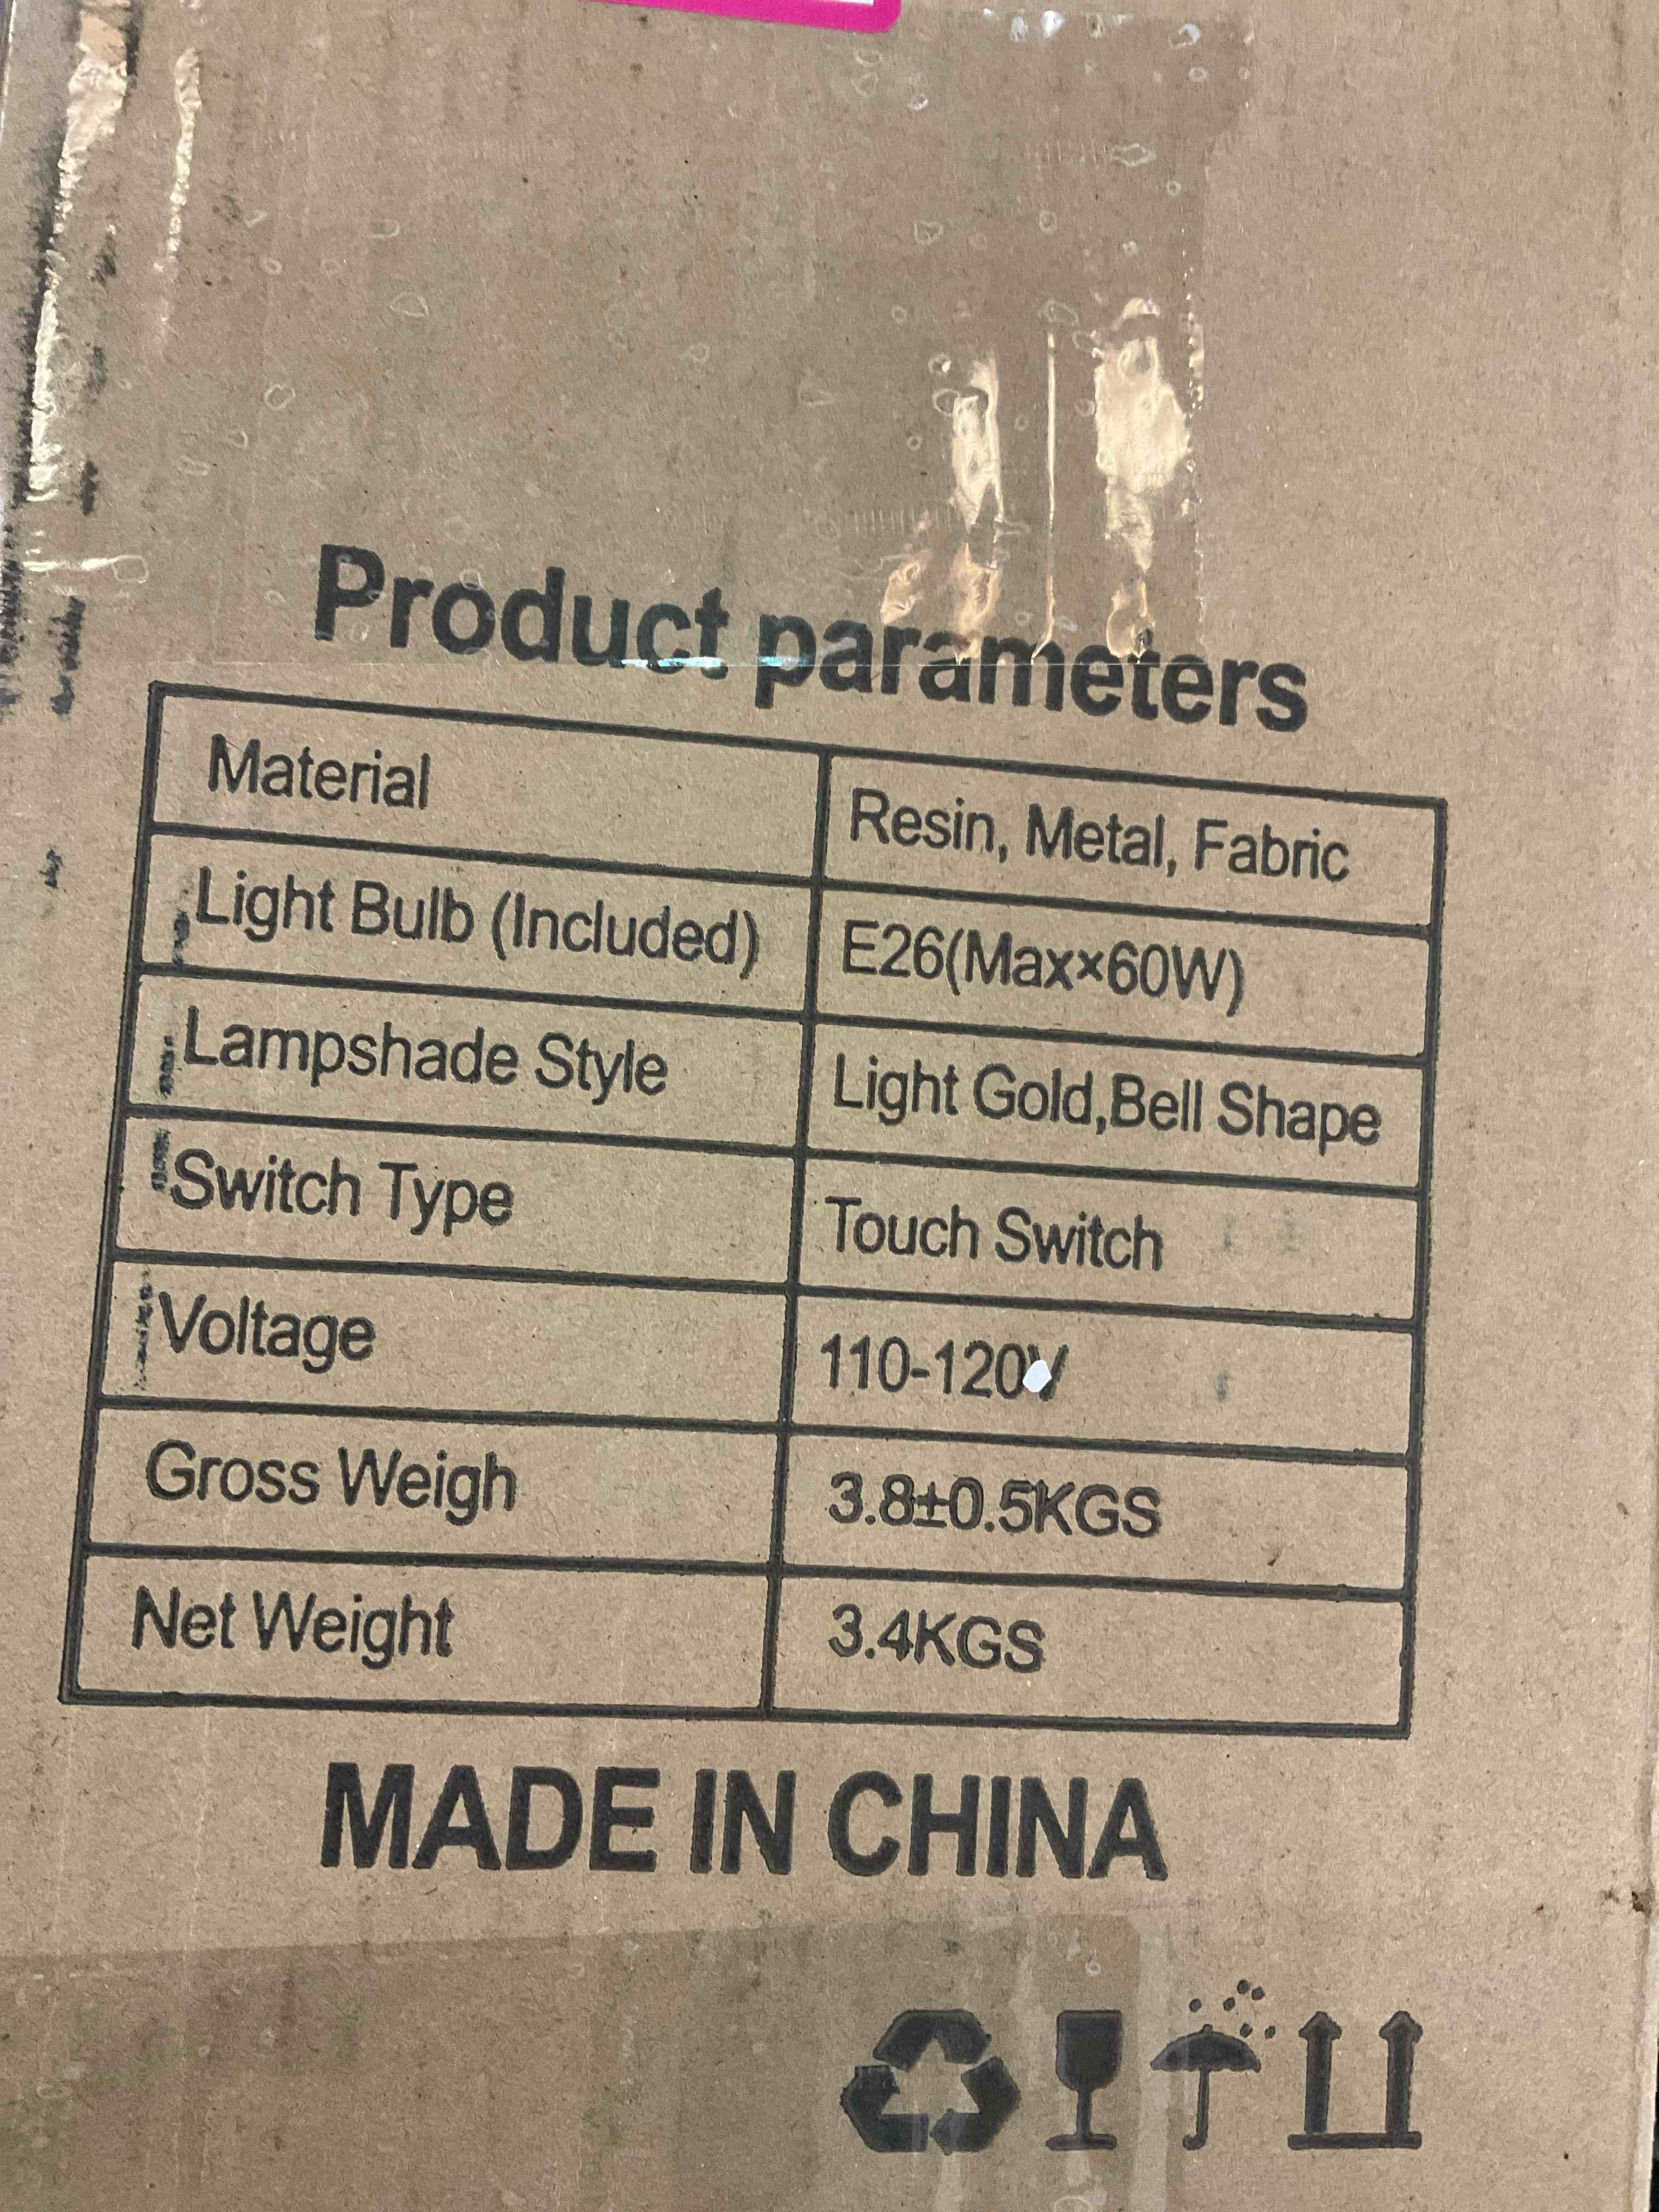 Product parameters
Material Resin, Metal, Fabric
Light Bulb (Included) E26(Max×60W)
Lampshade Style Light Gold,Bell Shape
Switch Type Touch Switch
Voltage 110-120V
Gross Weigh 3.8±0.5KGS
Net Weight 3.4KGS
MADE IN CHINA